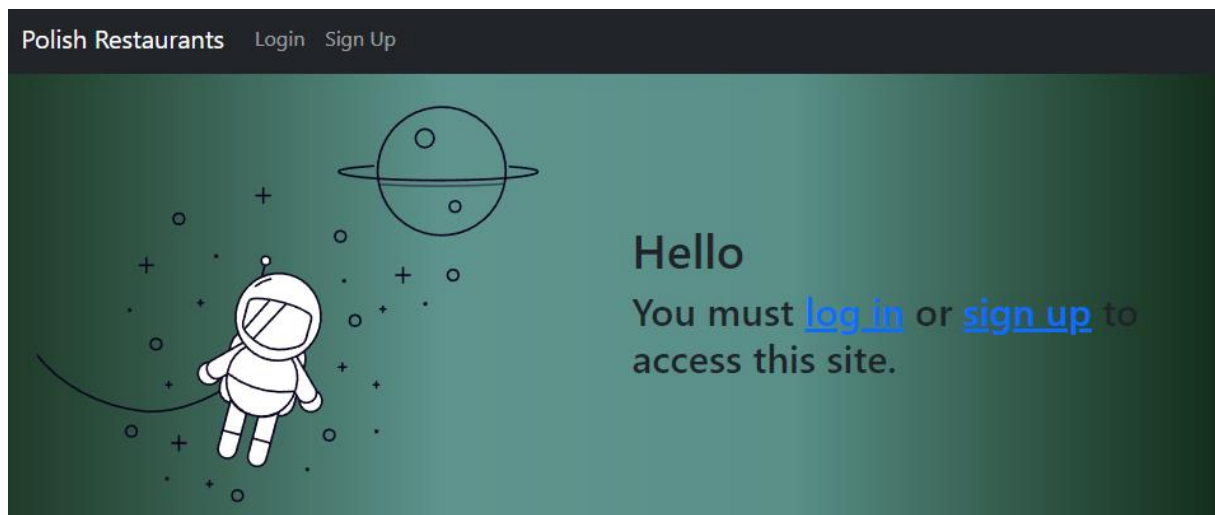 Polish Restaurants Login Sign Up
Hello
You must log in or sign up to
access this site.